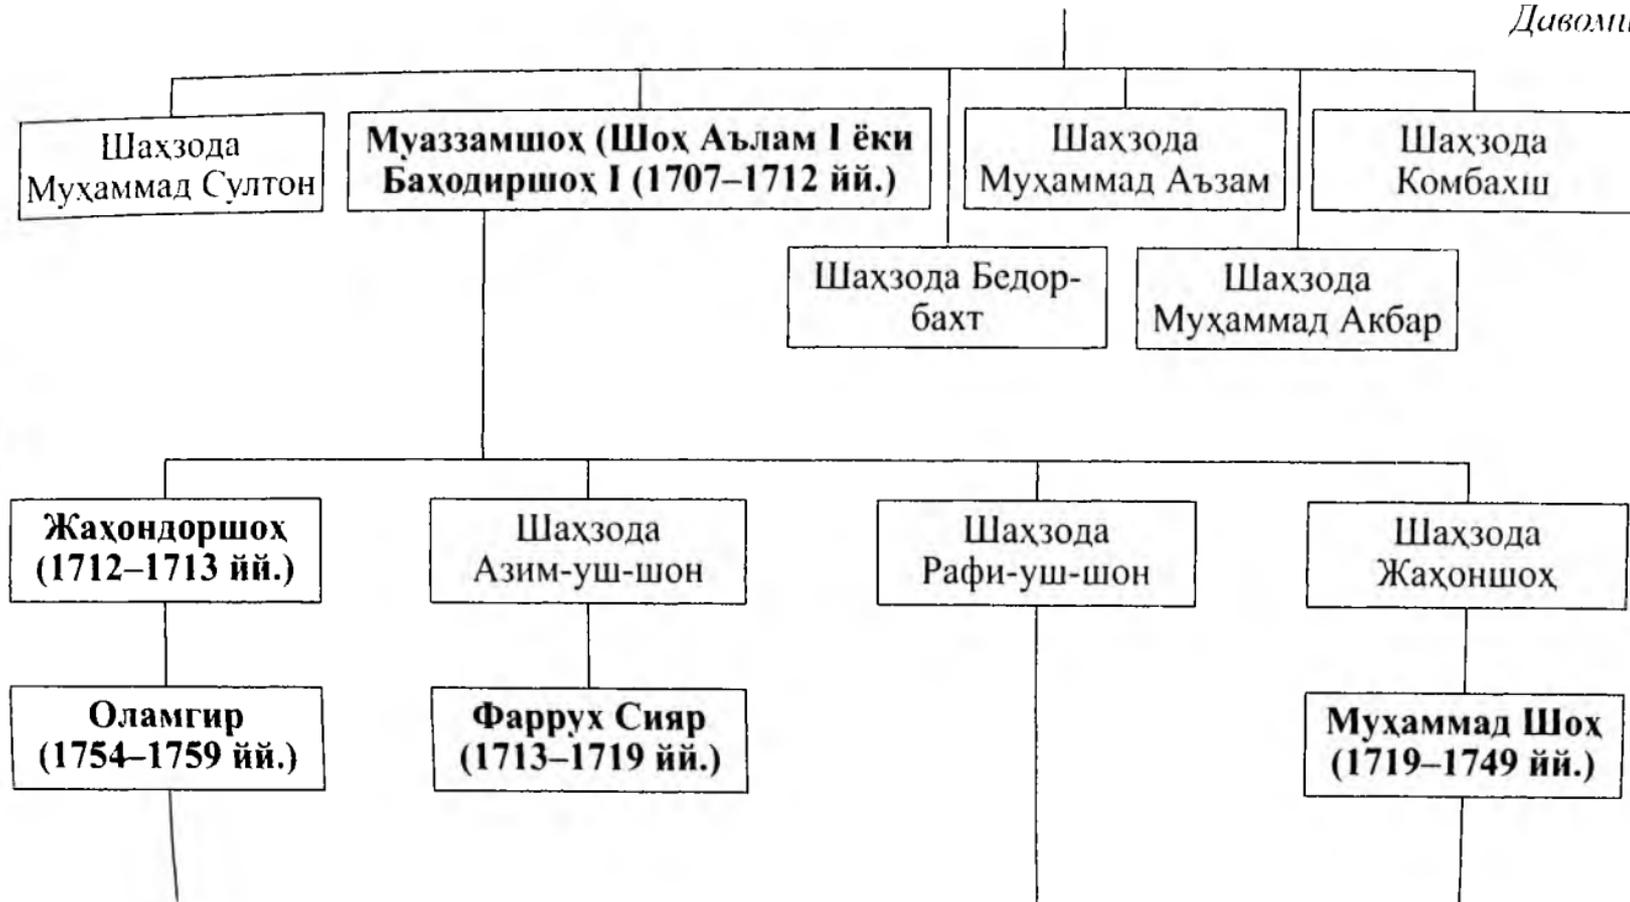 Давоми
Шаҳзода
Муҳаммад Султон
Муаззамшоҳ (Шоҳ Аълам I ёки
Баҳодиршоҳ I (1707–1712 йй.)
Шаҳзода
Муҳаммад Аъзам
Шаҳзода
Комбахш
Шаҳзода Бедор-
бахт
Шаҳзода
Муҳаммад Акбар
Жаҳондоршоҳ
(1712–1713 йй.)
Шаҳзода
Азим-уш-шон
Шаҳзода
Рафи-уш-шон
Шаҳзода
Жаҳоншоҳ
Оламгир
(1754–1759 йй.)
Фаррух Сияр
(1713–1719 йй.)
Муҳаммад Шоҳ
(1719–1749 йй.)